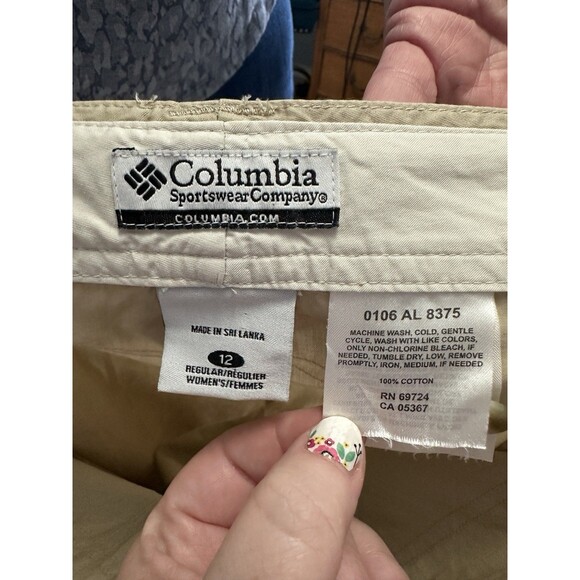 Columbia
SportswearCompany®
COLUMBIA.COM
MADE IN SRI LANKA
12
REGULAR/RÉGULIER
WOMEN'S/FEMMES
0106 AL 8375
MACHINE WASH, COLD, GENTLE
CYCLE, WASH WITH LIKE COLORS,
ONLY NON-CHLORINE BLEACH, IF
NEEDED, TUMBLE DRY, LOW, REMOVE
PROMPTLY, IRON, MEDIUM, IF NEEDED
100% COTTON
RN 69724
CA 05367